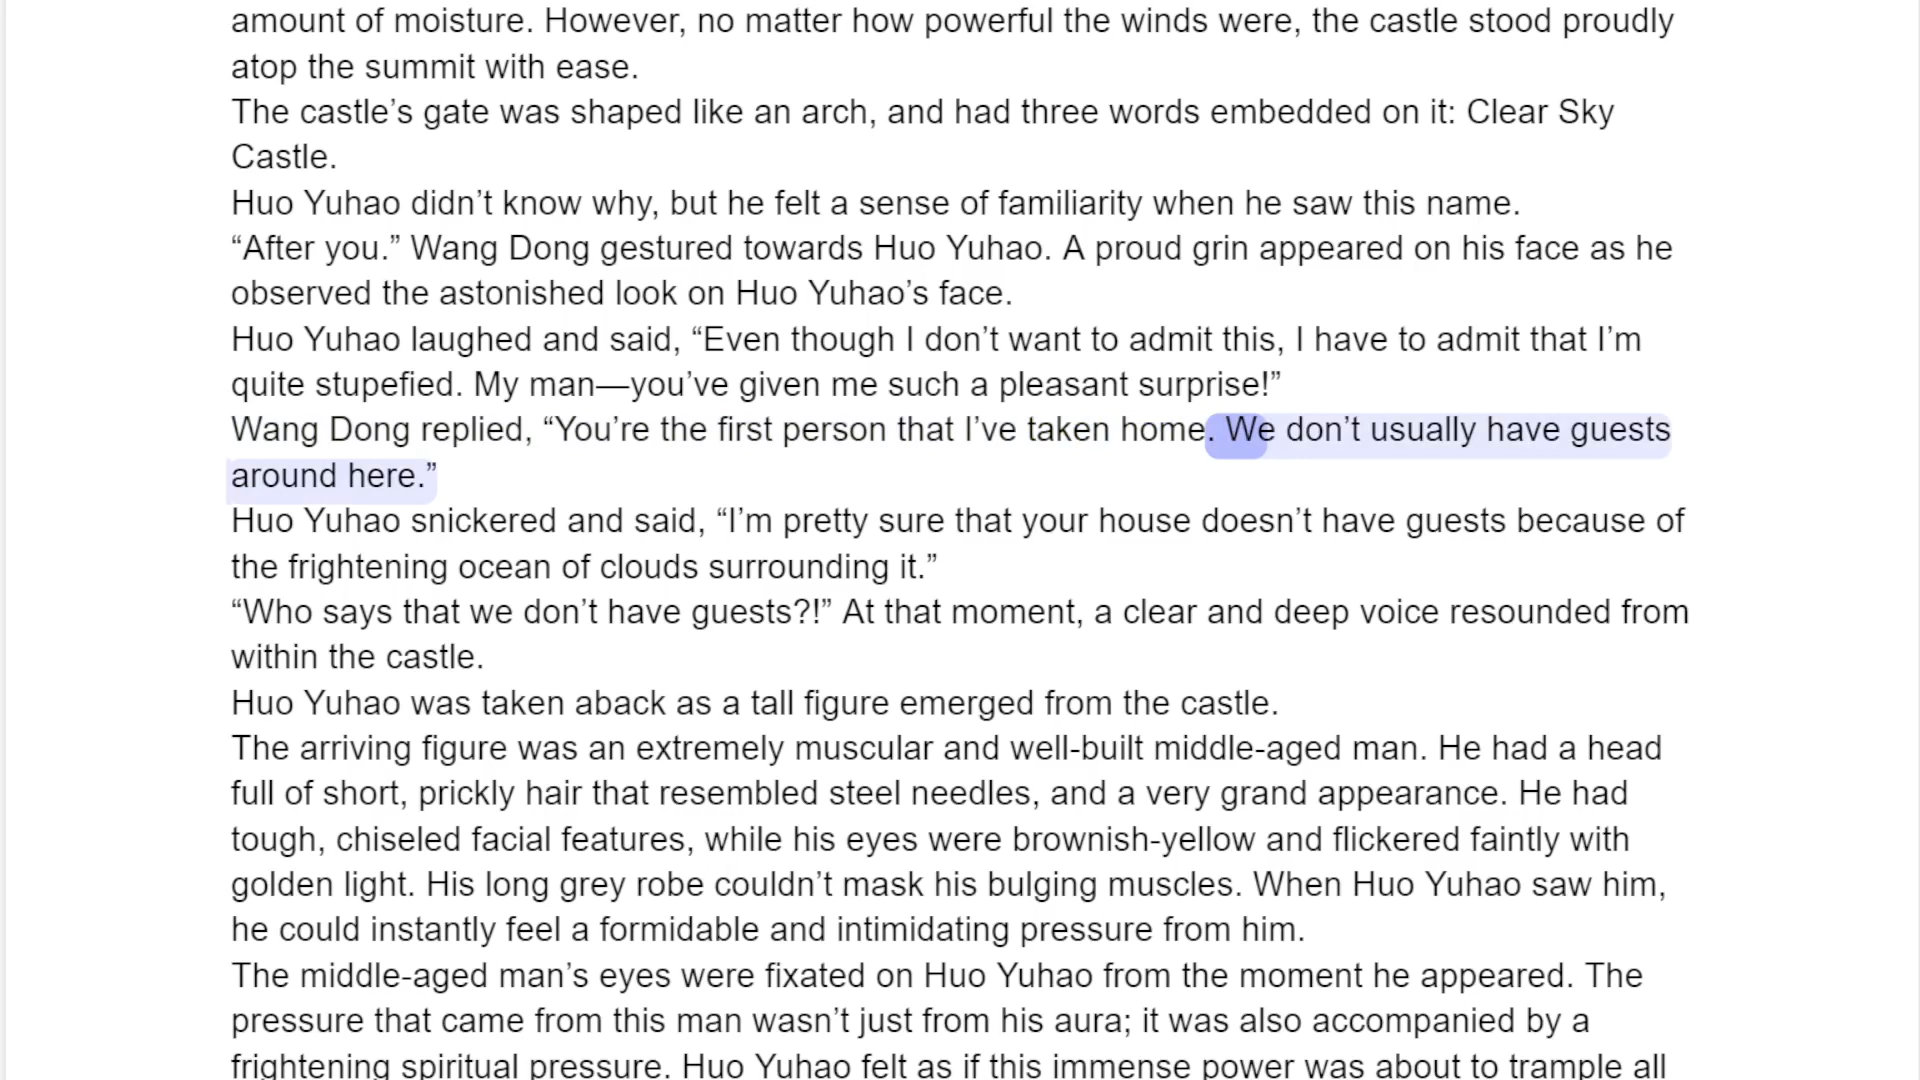 amount of moisture. However, no matter how powerful the winds were, the castle stood proudly
atop the summit with ease.
The castle’s gate was shaped like an arch, and had three words embedded on it: Clear Sky
Castle.
Huo Yuhao didn’t know why, but he felt a sense of familiarity when he saw this name.
“After you.” Wang Dong gestured towards Huo Yuhao. A proud grin appeared on his face as he
observed the astonished look on Huo Yuhao’s face.
Huo Yuhao laughed and said, “Even though I don’t want to admit this, I have to admit that I’m
quite stupefied. My man—you’ve given me such a pleasant surprise!”
Wang Dong replied, “You’re the first person that I’ve taken home. We don’t usually have guests
around here.”
Huo Yuhao snickered and said, “I’m pretty sure that your house doesn’t have guests because of
the frightening ocean of clouds surrounding it.”
“Who says that we don’t have guests?!” At that moment, a clear and deep voice resounded from
within the castle.
Huo Yuhao was taken aback as a tall figure emerged from the castle.
The arriving figure was an extremely muscular and well-built middle-aged man. He had a head
full of short, prickly hair that resembled steel needles, and a very grand appearance. He had
tough, chiseled facial features, while his eyes were brownish-yellow and flickered faintly with
golden light. His long grey robe couldn’t mask his bulging muscles. When Huo Yuhao saw him,
he could instantly feel a formidable and intimidating pressure from him.
The middle-aged man’s eyes were fixated on Huo Yuhao from the moment he appeared. The
pressure that came from this man wasn’t just from his aura; it was also accompanied by a
frightening spiritual pressure. Huo Yuhao felt as if this immense power was about to trample all